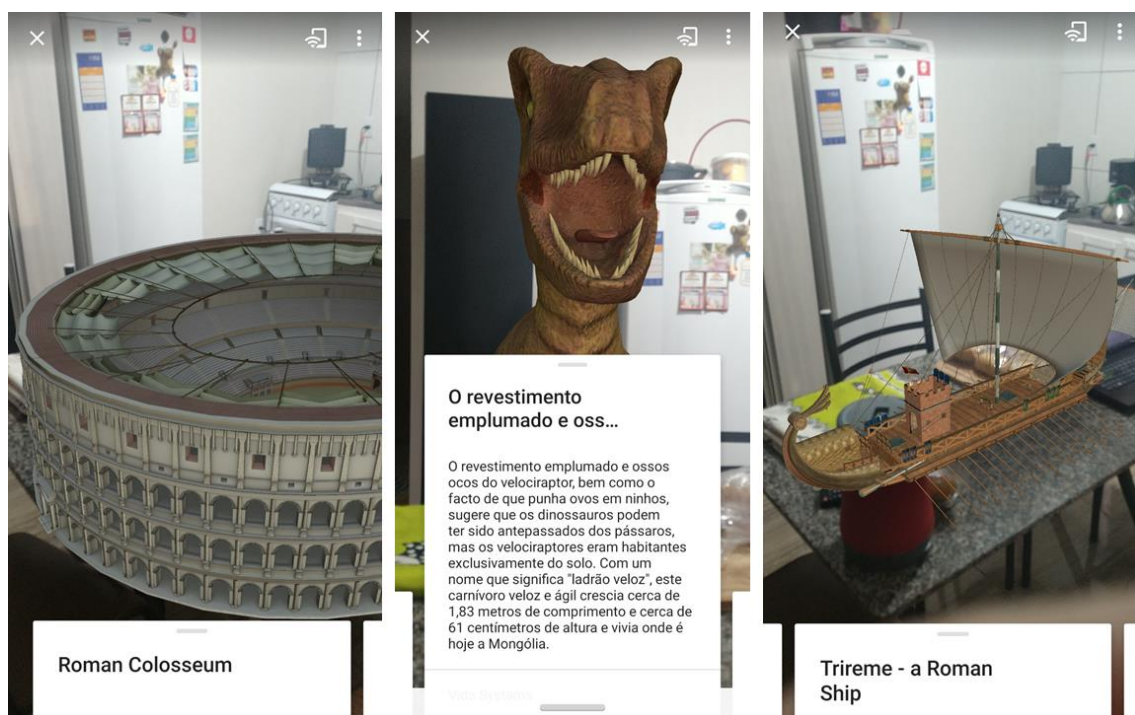 Roman Colosseum
O revestimento
emplumado e oss...
O revestimento emplumado e ossos
ocos do velociraptor, bem como o
facto de que punha ovos em ninhos,
sugere que os dinossauros podem
ter sido antepassados dos pássaros,
mas os velociraptores eram habitantes
exclusivamente do solo. Com um
nome que significa "ladrão veloz", este
carnívoro veloz e ágil crescia cerca de
1,83 metros de comprimento e cerca de
61 centímetros de altura e vivia onde é
hoje a Mongólia.
Trireme - a Roman
Ship